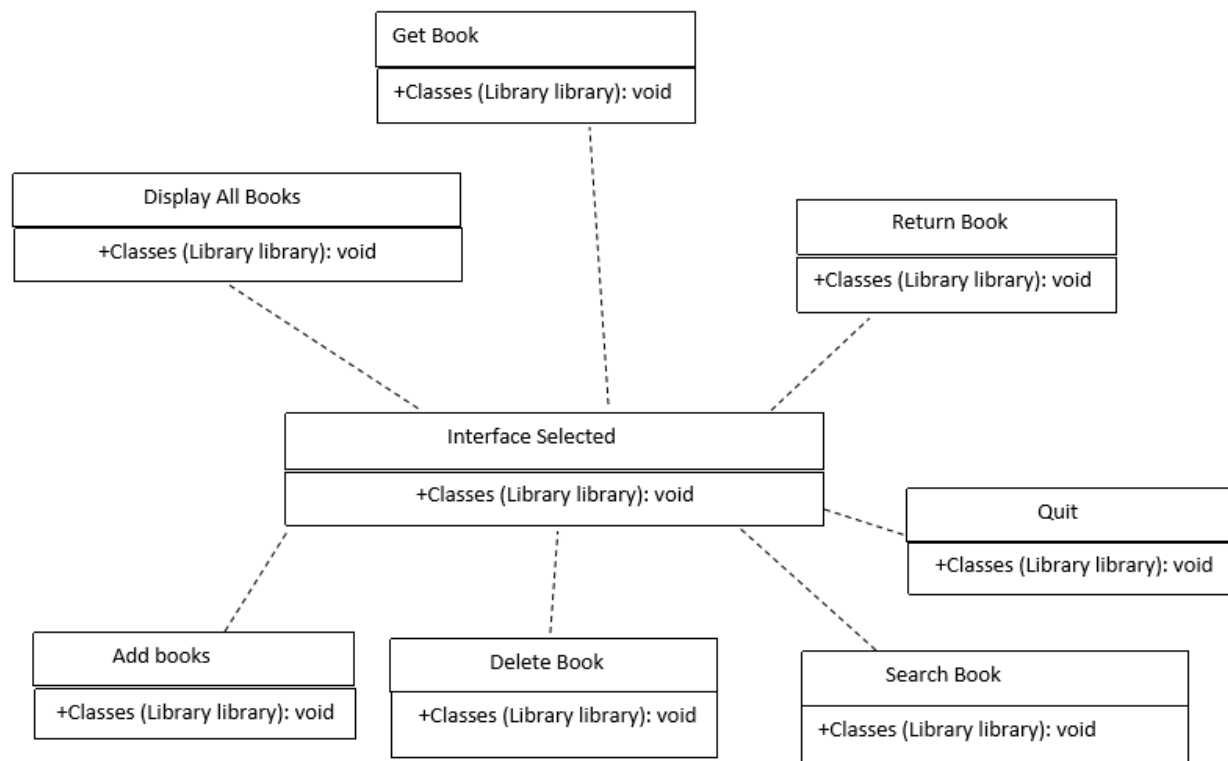 Get Book
+Classes (Library library): void
Display All Books
+Classes (Library library): void
Return Book
+Classes (Library library): void
Interface Selected
+Classes (Library library): void
Quit
+Classes (Library library): void
Add books
+Classes (Library library): void
Delete Book
+Classes (Library library): void
Search Book
+Classes (Library library): void